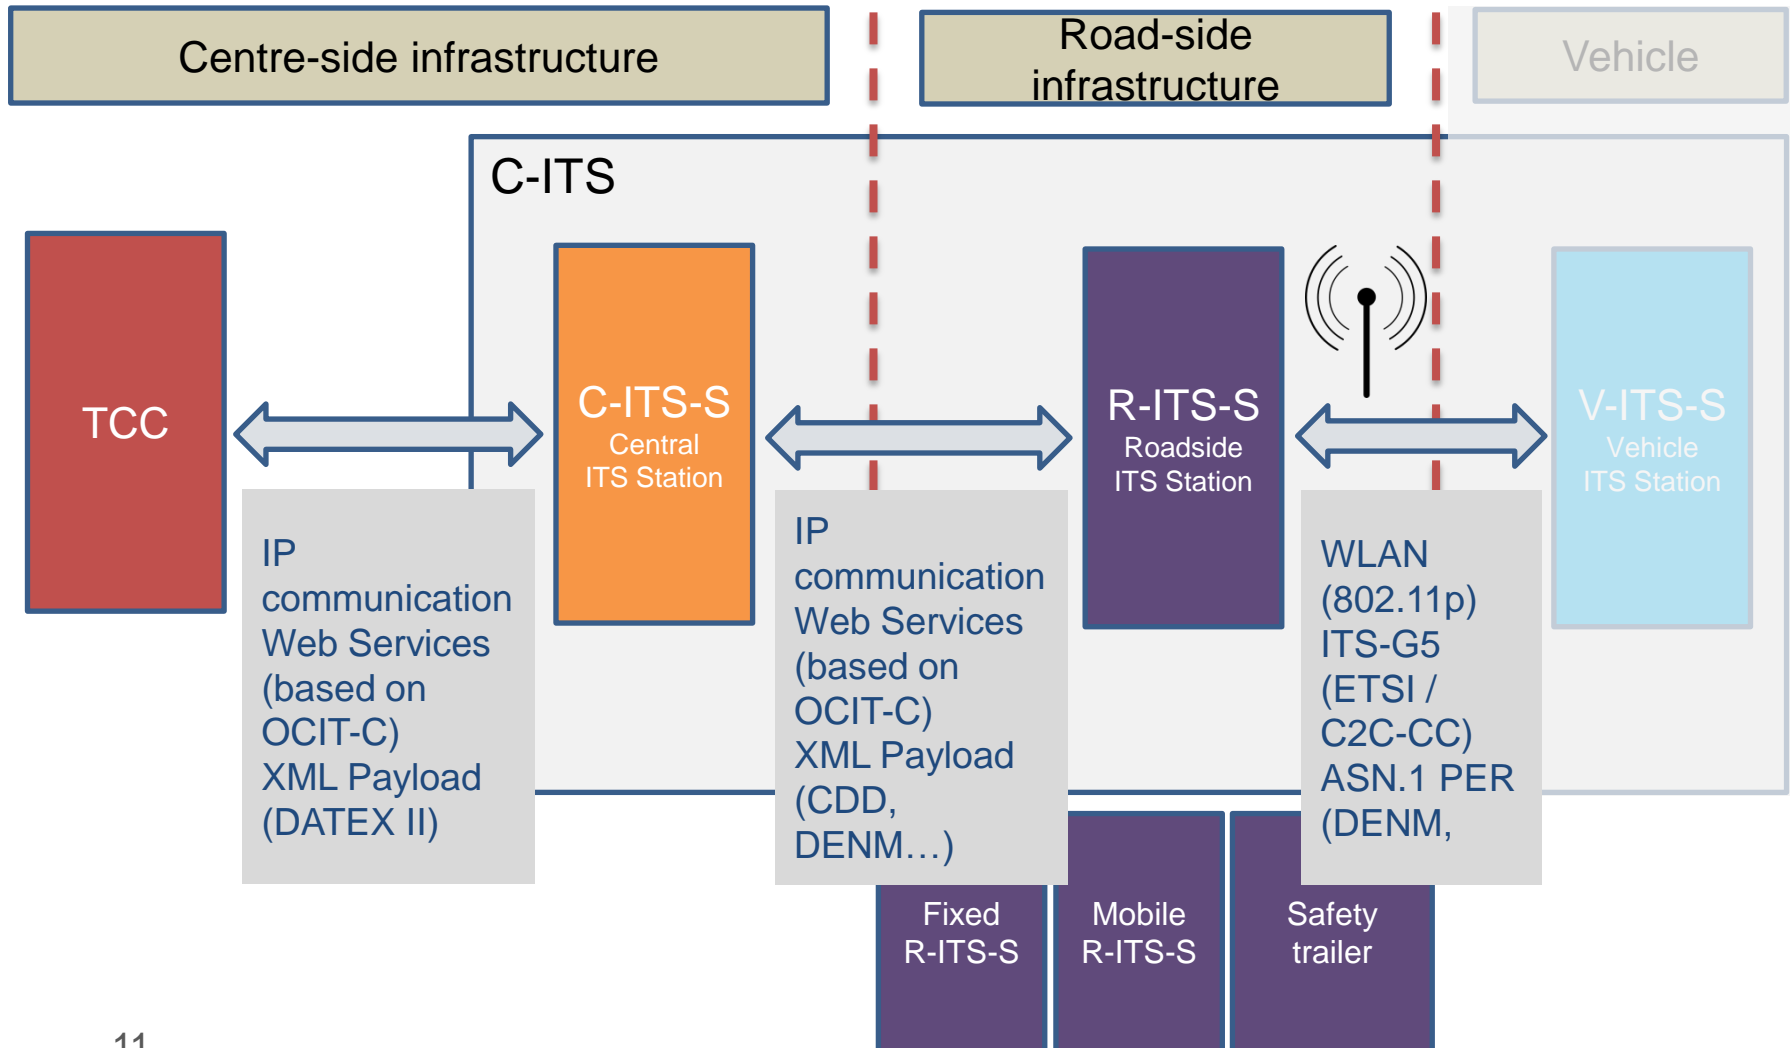 Centre-side infrastructure
Road-side
infrastructure
Vehicle
C-ITS
TCC
C-ITS-S
Central
ITS Station
R-ITS-S
Roadside
ITS Station
V-ITS-S
Vehicle
ITS Station
IP
communication
Web Services
(based on
OCIT-C)
XML Payload
(DATEX II)
IP
communication
Web Services
(based on
OCIT-C)
XML Payload
(CDD,
DENM…)
WLAN
(802.11p)
ITS-G5
(ETSI /
C2C-CC)
ASN.1 PER
(DENM,
Fixed
R-ITS-S
Mobile
R-ITS-S
Safety
trailer
11